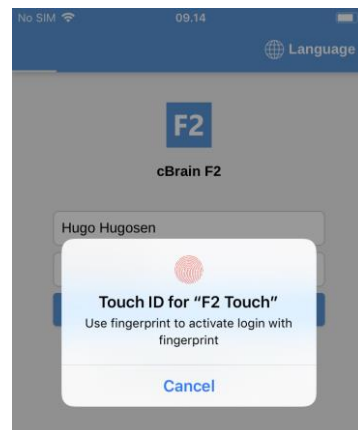 No SIM 09.14
Language
F2
cBrain F2
Hugo Hugosen
Touch ID for “F2 Touch”
Use fingerprint to activate login with
fingerprint
Cancel